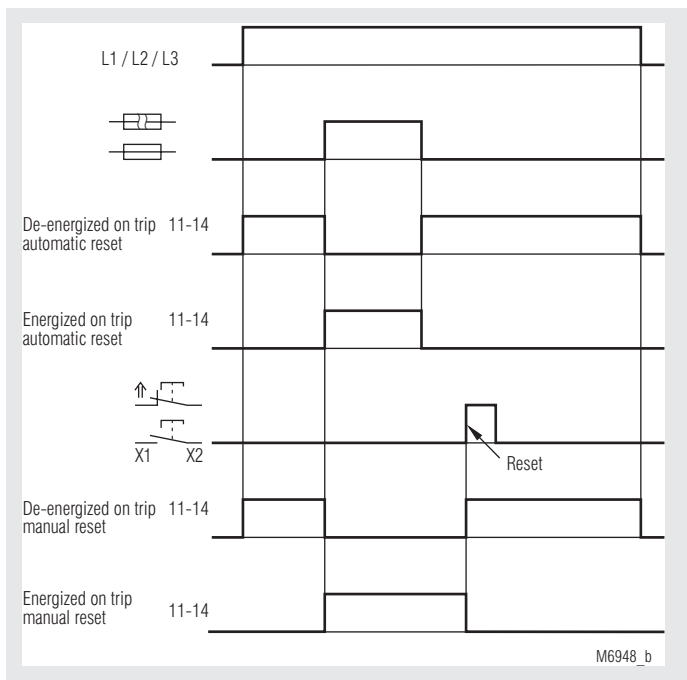 L1 / L2 / L3
De-energized on trip 11-14
automatic reset
Energized on trip 11-14
automatic reset
X1 X2
Reset
De-energized on trip 11-14
manual reset
Energized on trip
manual reset 11-14
M6948_b